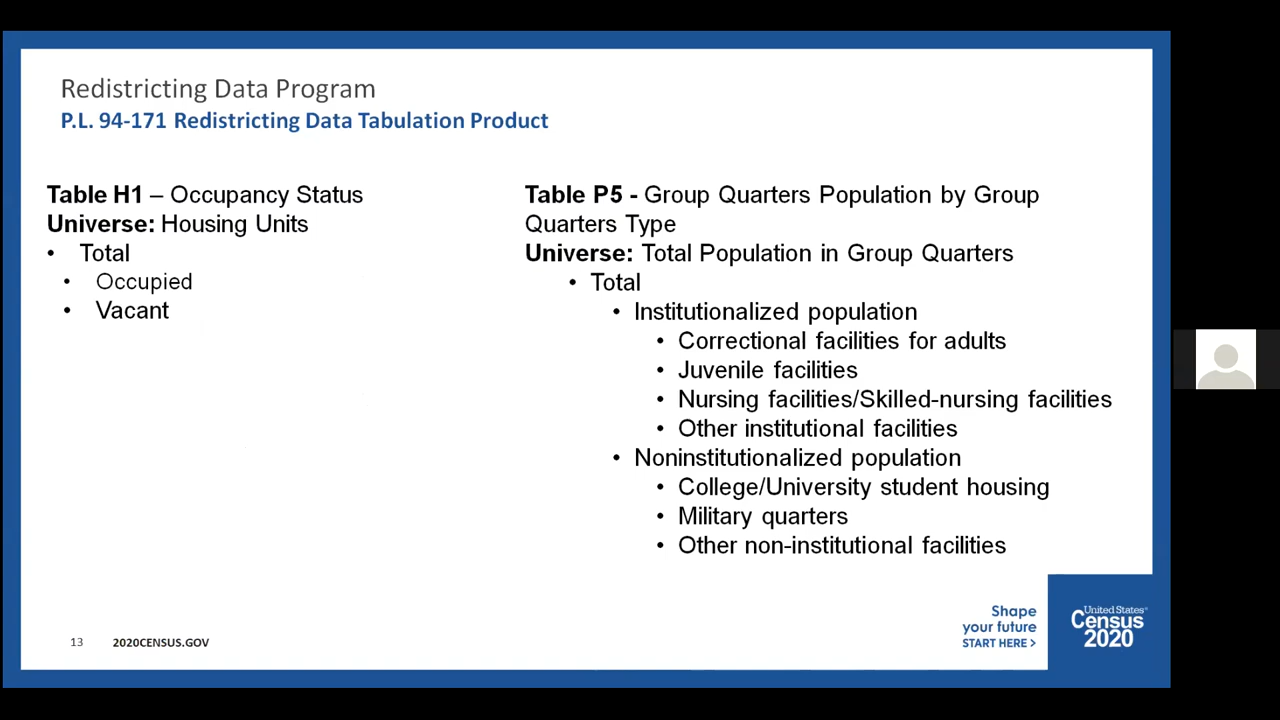 Redistricting Data Program
P.L. 94-171 Redistricting Data Tabulation Product
Table H1 – Occupancy Status
Universe: Housing Units
• Total
• Occupied
• Vacant
Table P5 - Group Quarters Population by Group
Quarters Type
Universe: Total Population in Group Quarters
• Total
• Institutionalized population
• Correctional facilities for adults
• Juvenile facilities
• Nursing facilities/Skilled-nursing facilities
• Other institutional facilities
• Noninstitutionalized population
• College/University student housing
• Military quarters
• Other non-institutional facilities
13 2020CENSUS.GOV
Shape
your future
START HERE >
United States®
Census
2020